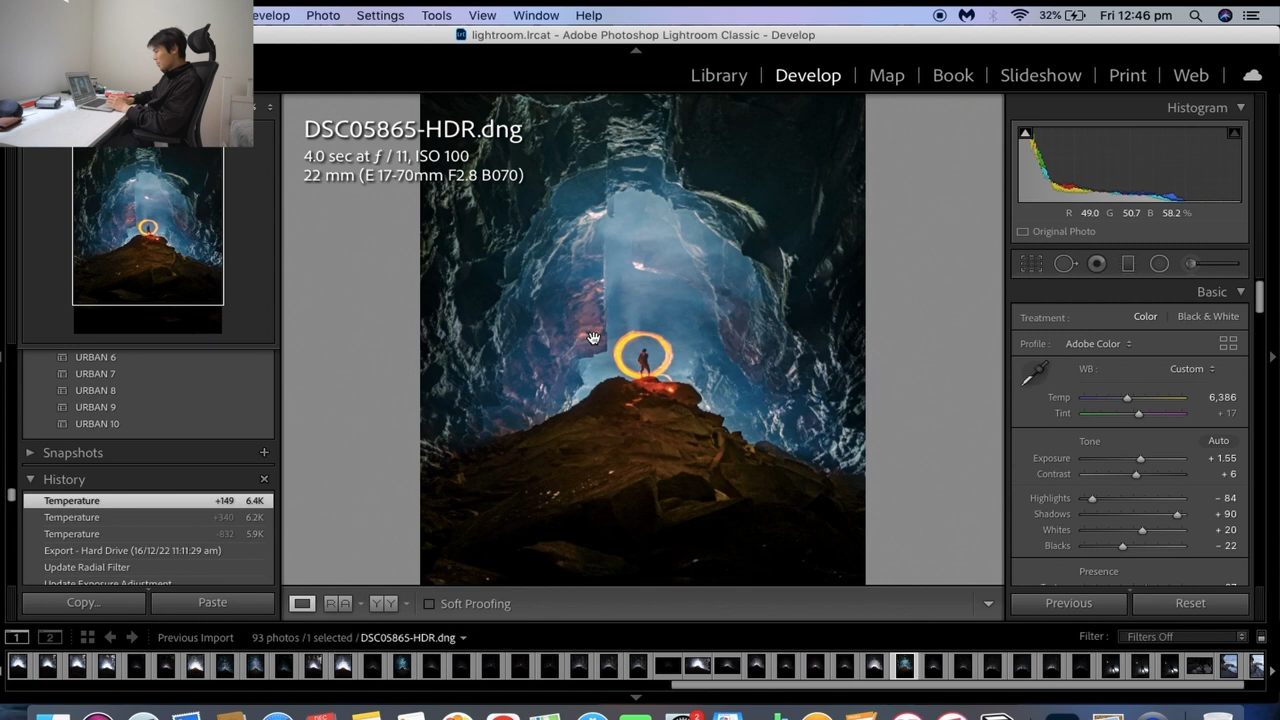 evelop Photo Settings Tools View Window Help 32% Fri 12:46 pm
lightroom.lrcat - Adobe Photoshop Lightroom Classic - Develop
Library | Develop | Map | Book | Slideshow | Print | Web
DSC05865-HDR.dng
4.0 sec at ƒ / 11, ISO 100
22 mm (E 17-70mm F2.8 B070)
URBAN 6
URBAN 7
URBAN 8
URBAN 9
URBAN 10
Snapshots +
History
Temperature +149 6.4K
Temperature +340 6.2K
Temperature -832 5.9K
Export - Hard Drive (16/12/22 11:11:29 am)
Update Radial Filter
Update Exposure Adjustment
Copy... Paste
Histogram
R 49.0 G 50.7 B 58.2 %
Original Photo
Basic
Treatment : Color Black & White
Profile : Adobe Color
WB : Custom
Temp 6,386
Tint + 17
Tone Auto
Exposure + 1.55
Contrast + 6
Highlights - 84
Shadows + 90
Whites + 20
Blacks - 22
Presence
Previous Reset
R A Y Y Soft Proofing
1 2 Previous Import 93 photos / 1 selected / DSC05865-HDR.dng Filter : Filters Off
DEC
2